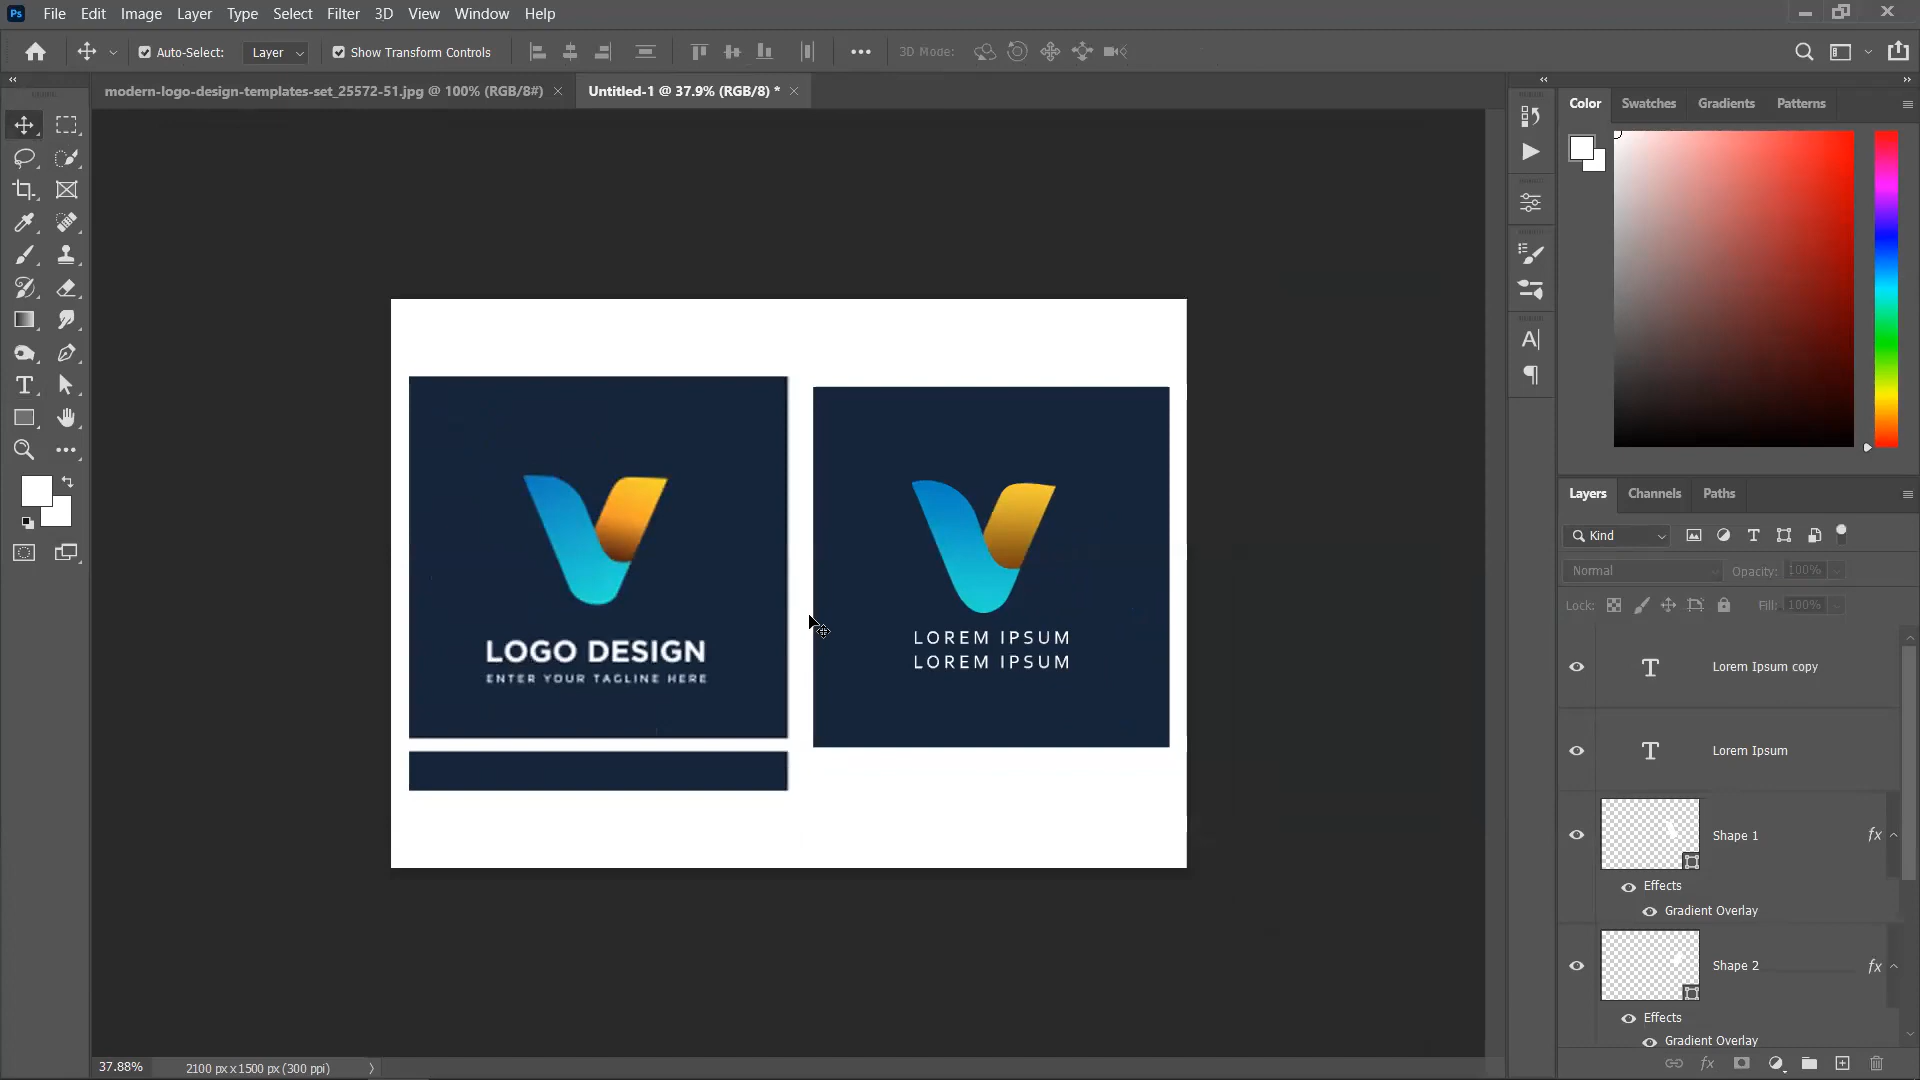 Ps File Edit Image Layer Type Select Filter 3D View Window Help
Auto-Select: Layer Show Transform Controls 3D Mode:
modern-logo-design-templates-set_25572-51.jpg @ 100% (RGB/8#) Untitled-1 @ 37.9% (RGB/8) *
Color Swatches Gradients Patterns
LOGO DESIGN
ENTER YOUR TAGLINE HERE
LOREM IPSUM
LOREM IPSUM
Layers Channels Paths
Kind
Normal Opacity: 100%
Lock: Fill: 100%
Lorem Ipsum copy
Lorem Ipsum
Shape 1 fx
Effects
Gradient Overlay
Shape 2 fx
Effects
Gradient Overlay
fx
37.88% 2100 px x 1500 px (300 ppi)